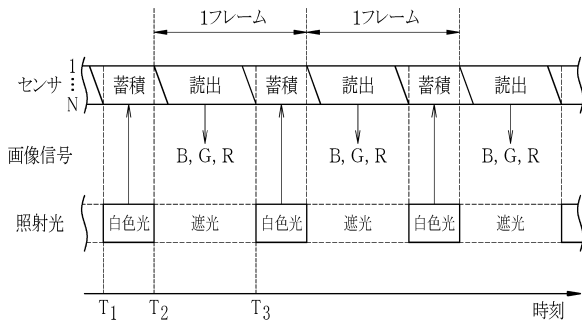 1フレーム 1フレーム
センサ 1 ⋮ N 蓄積 読出 蓄積 読出 蓄積 読出
画像信号 B, G, R B, G, R B, G, R
照射光 白色光 遮光 白色光 遮光 白色光 遮光
T1 T2 T3 時刻